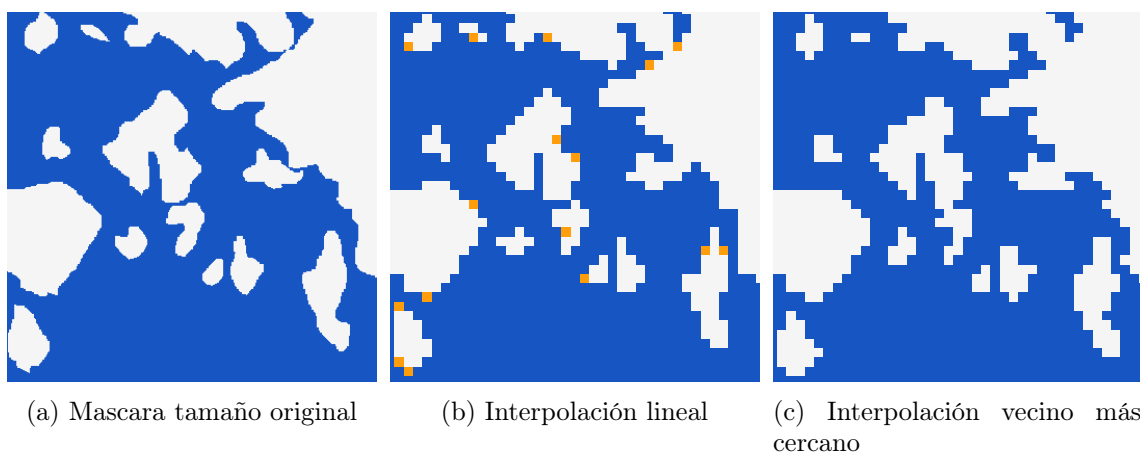 (a) Mascara tamaño original
(b) Interpolación lineal
(c) Interpolación vecino más
cercano